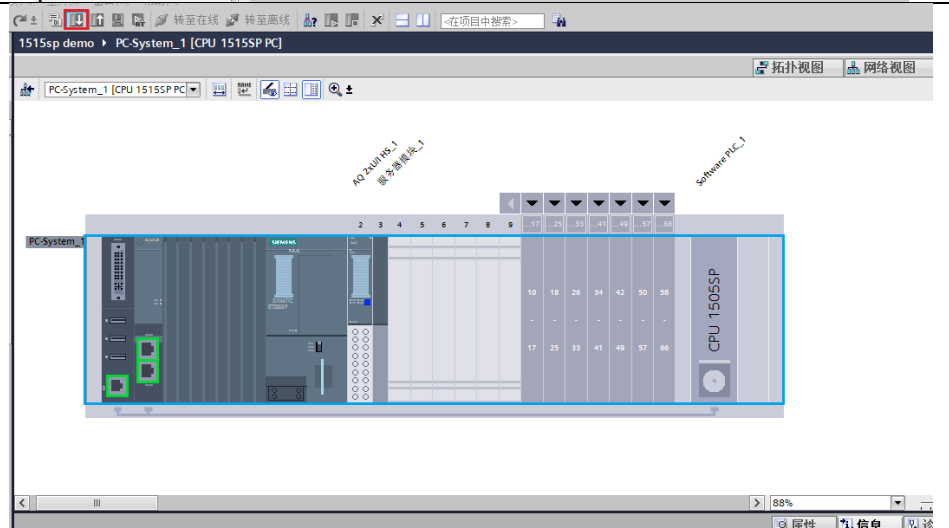 转至在线 转至离线 <在项目中搜索>
1515sp demo ▸ PC-System_1 [CPU 1515SP PC]
拓扑视图 网络视图
PC-System_1 [CPU 1515SP PC]
88%
AQ 2xU/I HS_1
服务器模块_1
Software PLC_1
2 3 4 5 6 7 8 9 ...17 ...25 ...33 ...41 ...49 ...57 ...66
PC-System_1
SIEMENS
10 18 26 34 42 50 58
- - - - - - -
17 25 33 41 49 57 66
CPU 1505SP
属性 信息